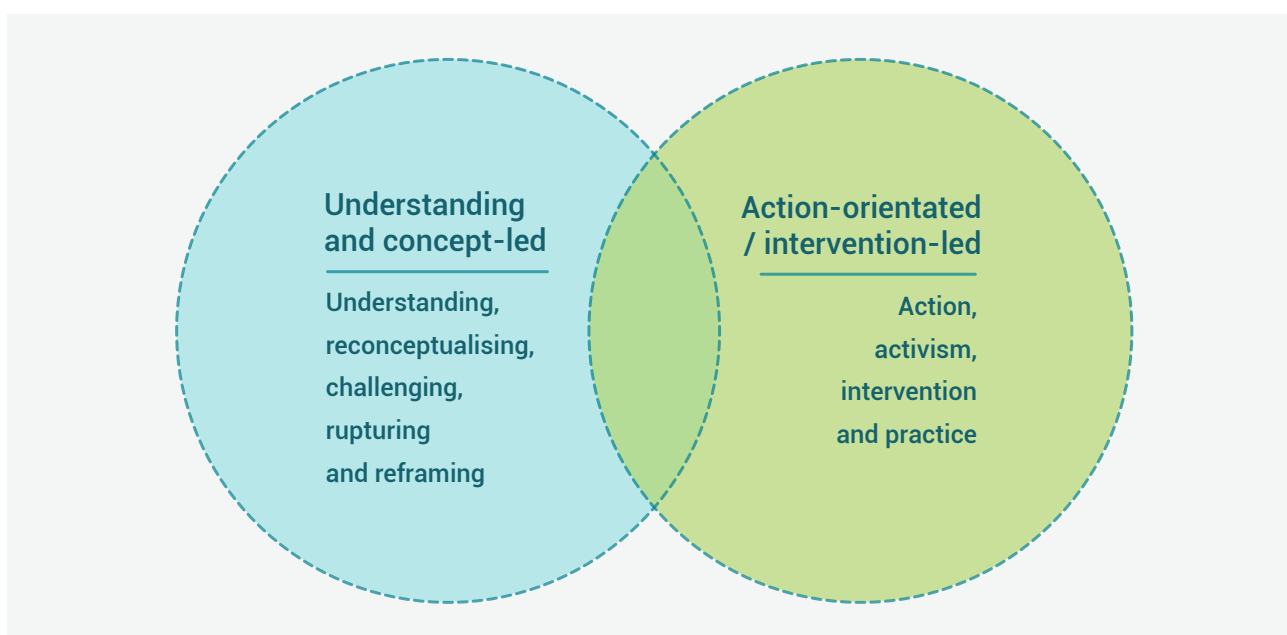 Understanding
and concept-led
Understanding,
reconceptualising,
challenging,
rupturing
and reframing
Action-orientated
/ intervention-led
Action,
activism,
intervention
and practice